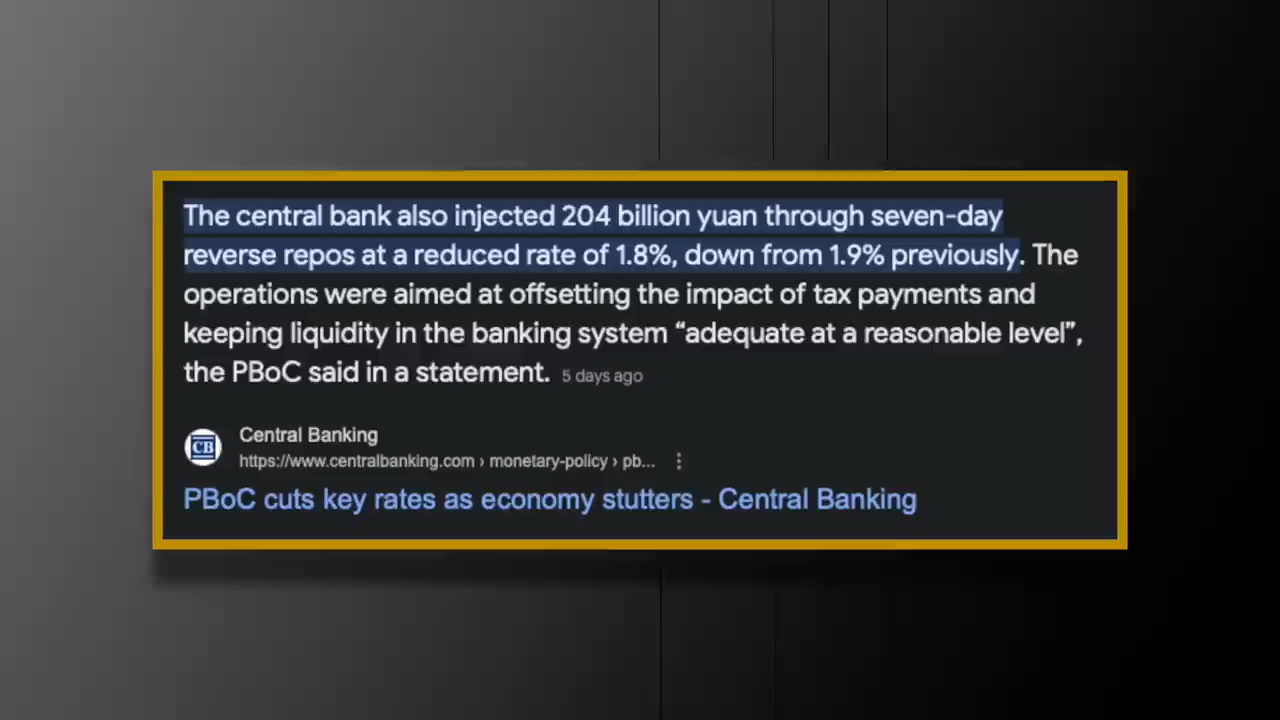 The central bank also injected 204 billion yuan through seven-day
reverse repos at a reduced rate of 1.8%, down from 1.9% previously. The
operations were aimed at offsetting the impact of tax payments and
keeping liquidity in the banking system “adequate at a reasonable level”,
the PBoC said in a statement. 5 days ago
CB
Central Banking
https://www.centralbanking.com › monetary-policy › pb...
PBoC cuts key rates as economy stutters - Central Banking